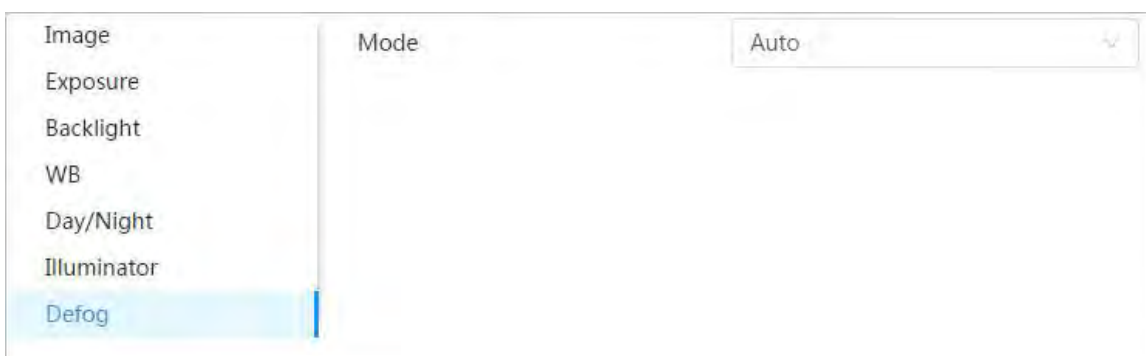 Image
Exposure
Backlight
WB
Day/Night
Illuminator
Defog
Mode
Auto